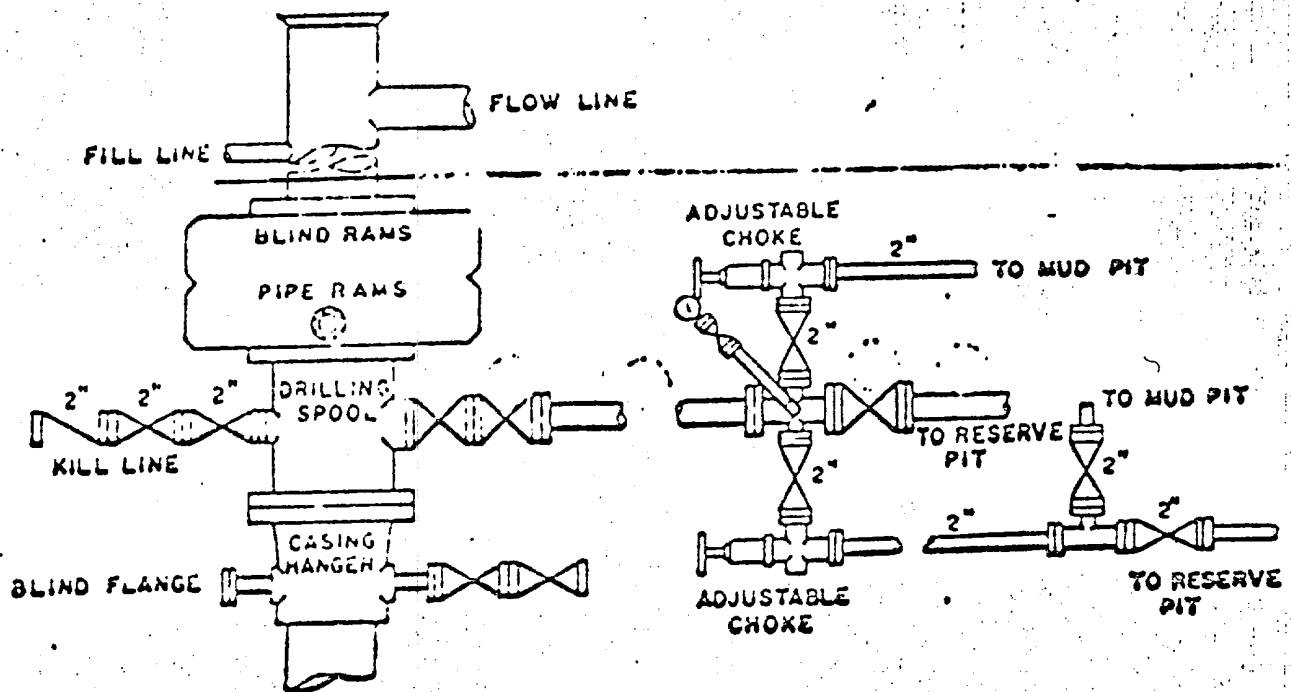 FLOW LINE
FILL LINE
BLIND RAMS
PIPE RAMS
ADJUSTABLE
CHOKE
2"
TO MUD PIT
2"
2" 2" 2"
DRILLING
SPOOL
KILL LINE
TO RESERVE
PIT
TO MUD PIT
2"
2"
2"
2"
CASING
HANGER
BLIND FLANGE
ADJUSTABLE
CHOKE
TO RESERVE
PIT